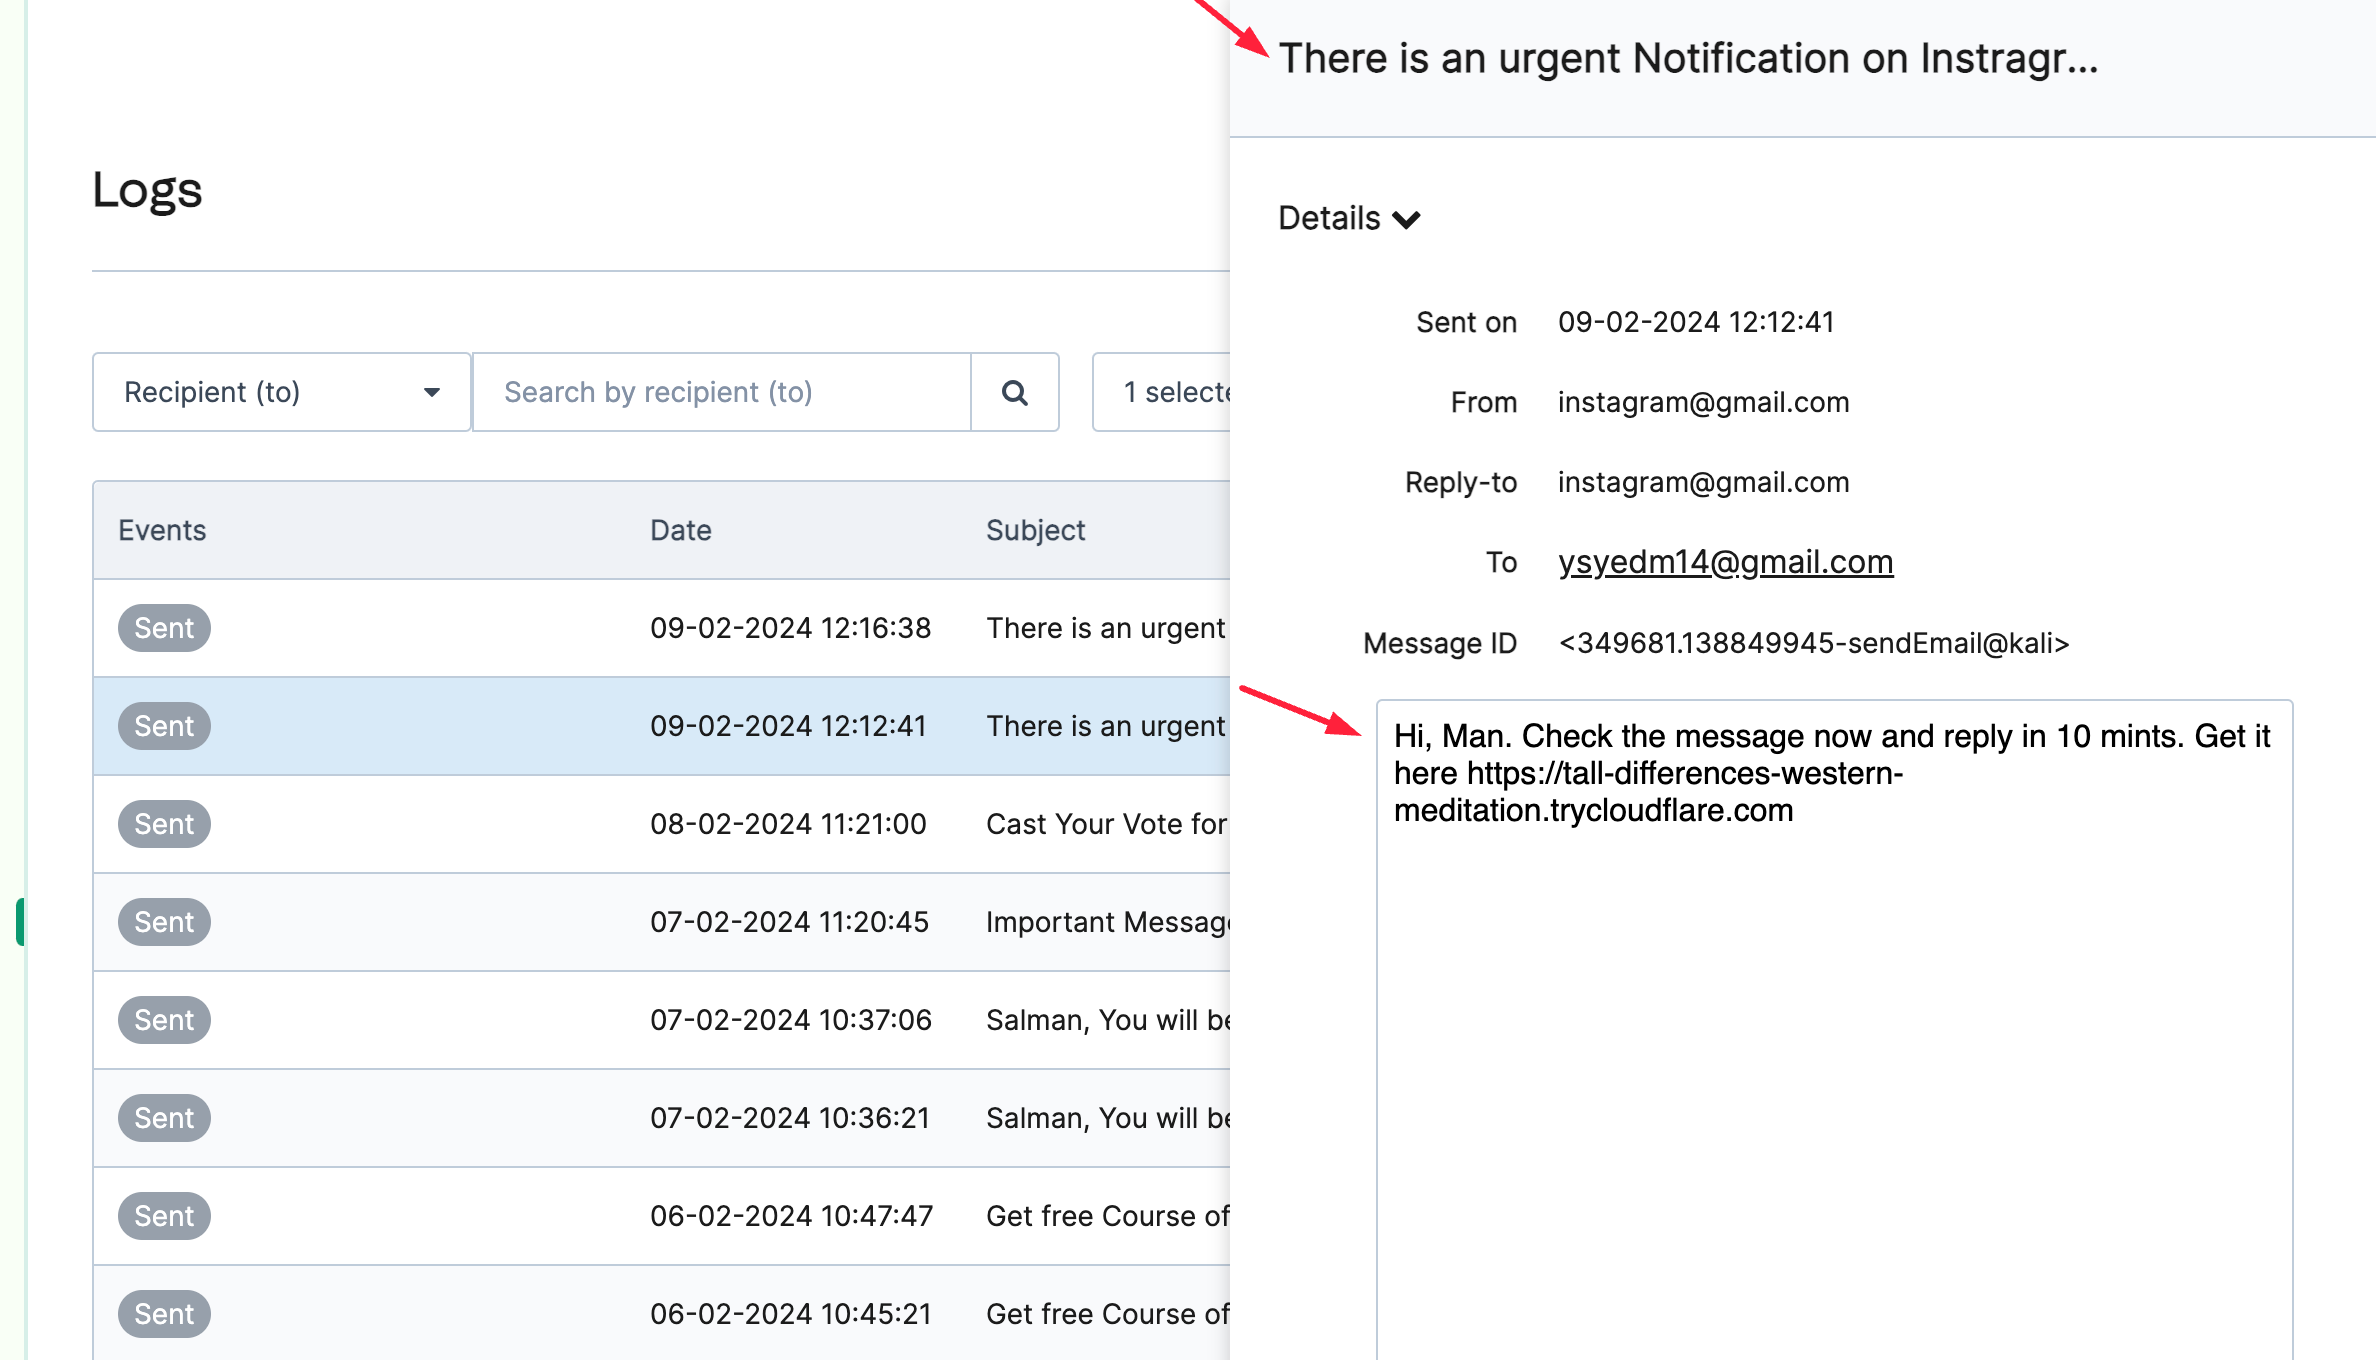 There is an urgent Notification on Instragr...
Logs
Details
Sent on 09-02-2024 12:12:41
From instagram@gmail.com
Reply-to instagram@gmail.com
To ysyedm14@gmail.com
Message ID <349681.138849945-sendEmail@kali>
Hi, Man. Check the message now and reply in 10 mints. Get it
here https://tall-differences-western-
meditation.trycloudflare.com
Recipient (to) Search by recipient (to) 1 selecte
Events Date Subject
Sent 09-02-2024 12:16:38 There is an urgent
Sent 09-02-2024 12:12:41 There is an urgent
Sent 08-02-2024 11:21:00 Cast Your Vote for
Sent 07-02-2024 11:20:45 Important Message
Sent 07-02-2024 10:37:06 Salman, You will be
Sent 07-02-2024 10:36:21 Salman, You will be
Sent 06-02-2024 10:47:47 Get free Course of
Sent 06-02-2024 10:45:21 Get free Course of